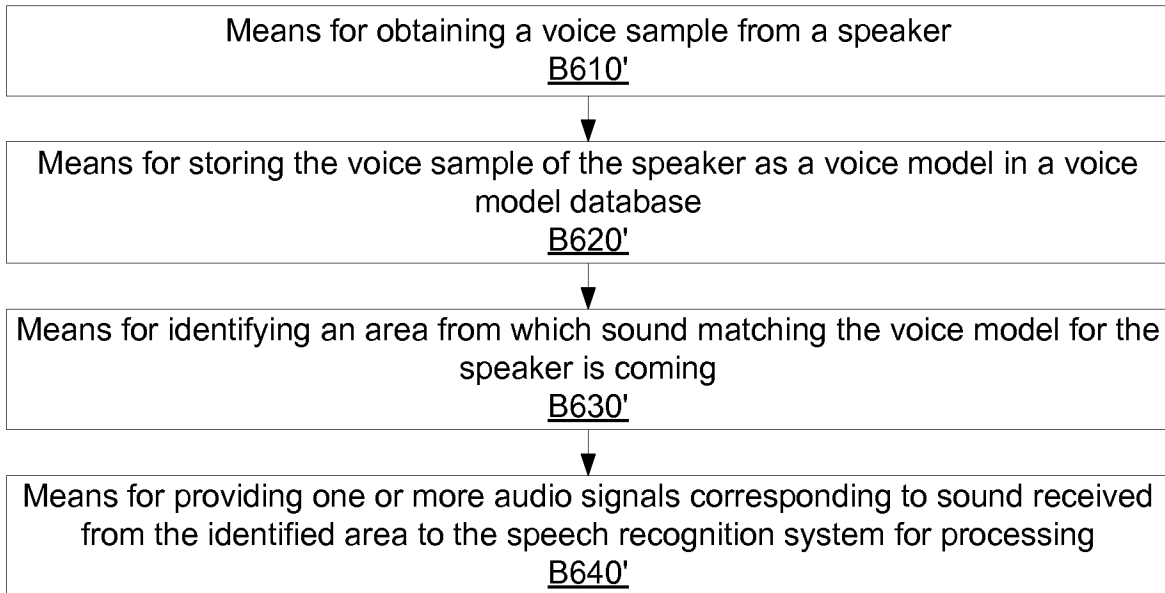 Means for obtaining a voice sample from a speaker
B610'
Means for storing the voice sample of the speaker as a voice model in a voice
model database
B620'
Means for identifying an area from which sound matching the voice model for the
speaker is coming
B630'
Means for providing one or more audio signals corresponding to sound received
from the identified area to the speech recognition system for processing
B640'